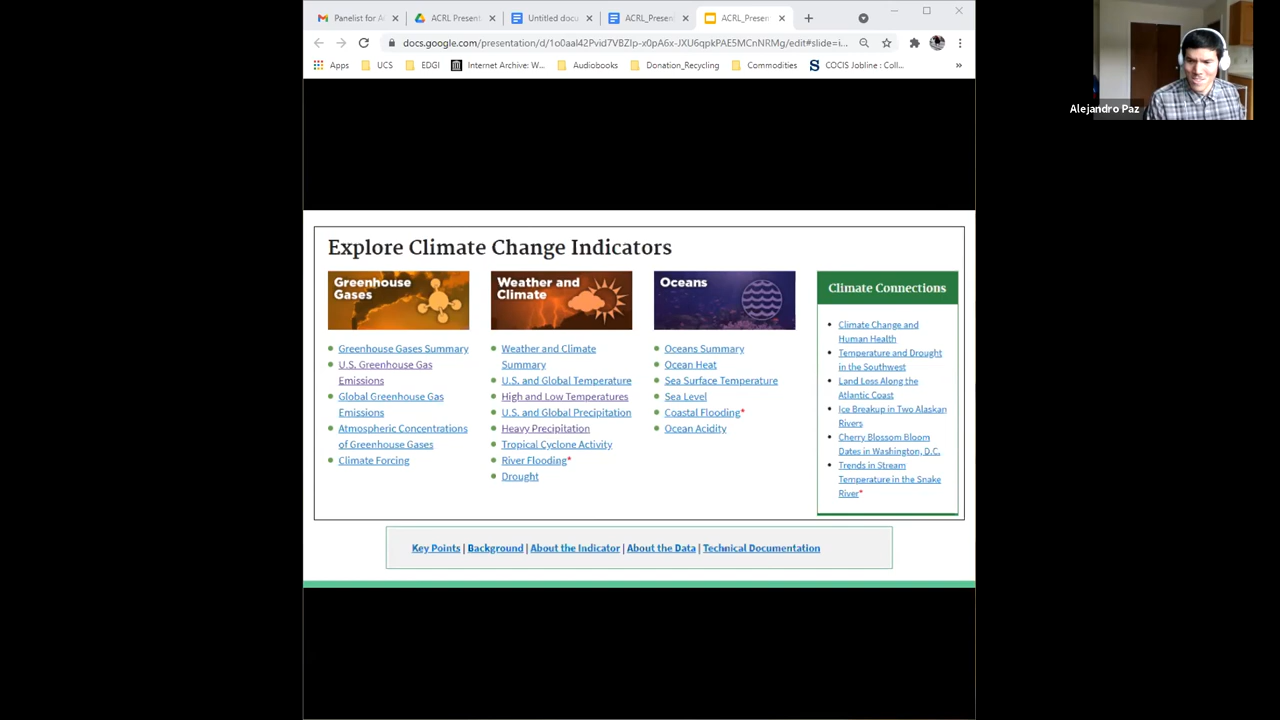 Panelist for A
ACRL Present
Untitled docu
ACRL_Presen
ACRL_Presen
docs.google.com/presentation/d/1o0aal42Pvid7VBZIp-x0pA6x-JXU6qpkPAE5MCnNRMg/edit#slide=i...
Apps
UCS
EDGI
Internet Archive: W...
Audiobooks
Donation_Recycling
Commodities
COCIS Jobline : Coll...
»
Alejandro Paz
Explore Climate Change Indicators
Greenhouse
Gases
Greenhouse Gases Summary
U.S. Greenhouse Gas
Emissions
Global Greenhouse Gas
Emissions
Atmospheric Concentrations
of Greenhouse Gases
Climate Forcing
Weather and
Climate
Weather and Climate
Summary
U.S. and Global Temperature
High and Low Temperatures
U.S. and Global Precipitation
Heavy Precipitation
Tropical Cyclone Activity
River Flooding*
Drought
Oceans
Oceans Summary
Ocean Heat
Sea Surface Temperature
Sea Level
Coastal Flooding*
Ocean Acidity
Climate Connections
Climate Change and
Human Health
Temperature and Drought
in the Southwest
Land Loss Along the
Atlantic Coast
Ice Breakup in Two Alaskan
Rivers
Cherry Blossom Bloom
Dates in Washington, D.C.
Trends in Stream
Temperature in the Snake
River*
Key Points | Background | About the Indicator | About the Data | Technical Documentation